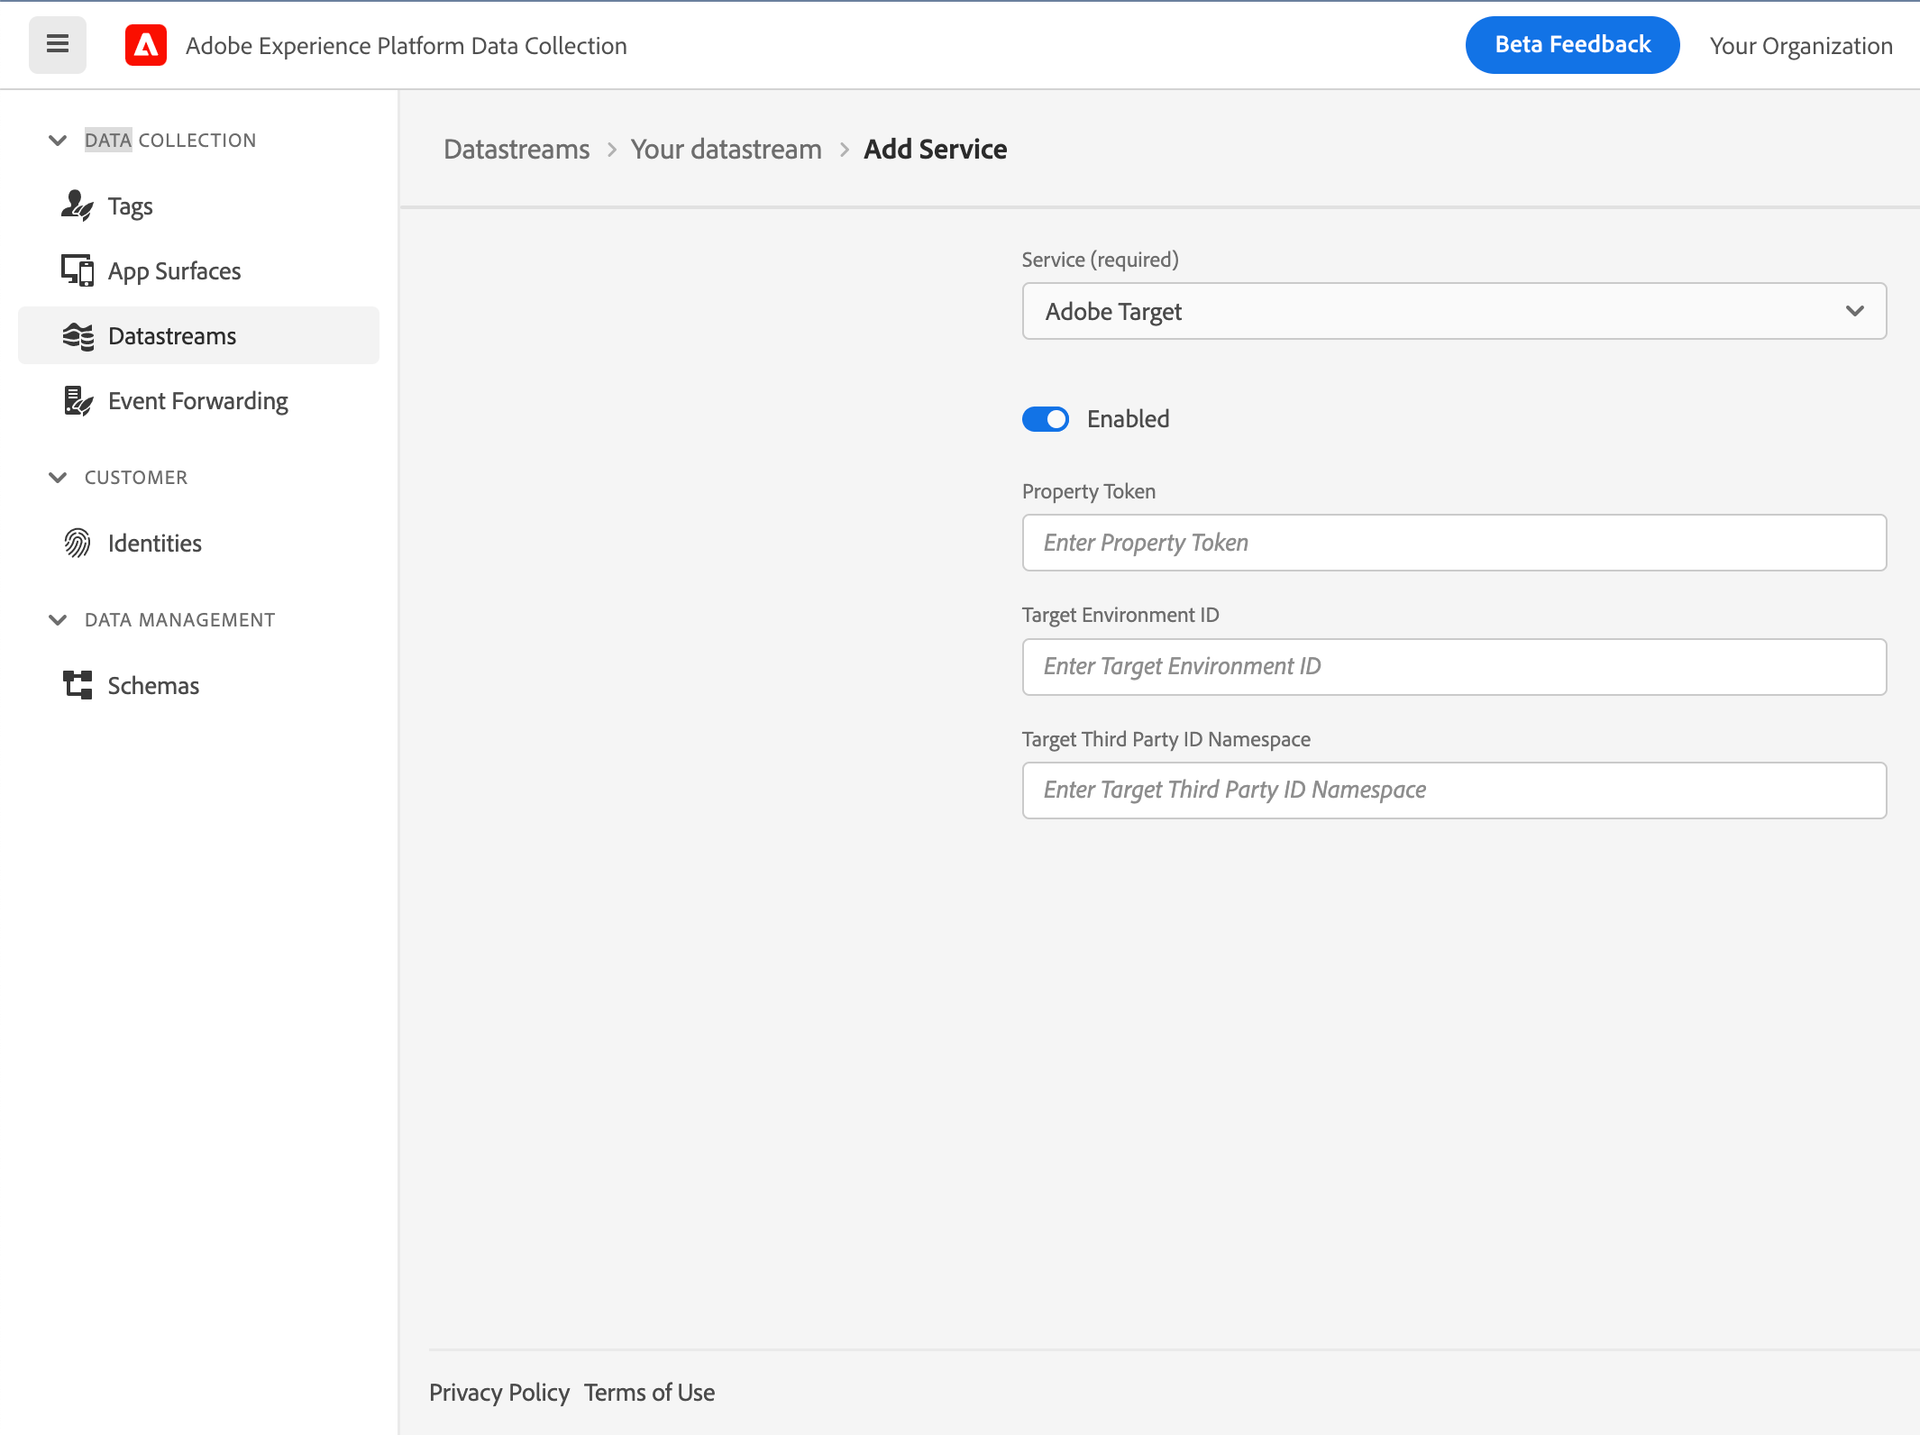 Adobe Experience Platform Data Collection
Beta Feedback
Your Organization
DATA COLLECTION
Tags
App Surfaces
Datastreams
Event Forwarding
CUSTOMER
Identities
DATA MANAGEMENT
Schemas
Datastreams > Your datastream > Add Service
Service (required)
Adobe Target
Enabled
Property Token
Enter Property Token
Target Environment ID
Enter Target Environment ID
Target Third Party ID Namespace
Enter Target Third Party ID Namespace
Privacy Policy Terms of Use